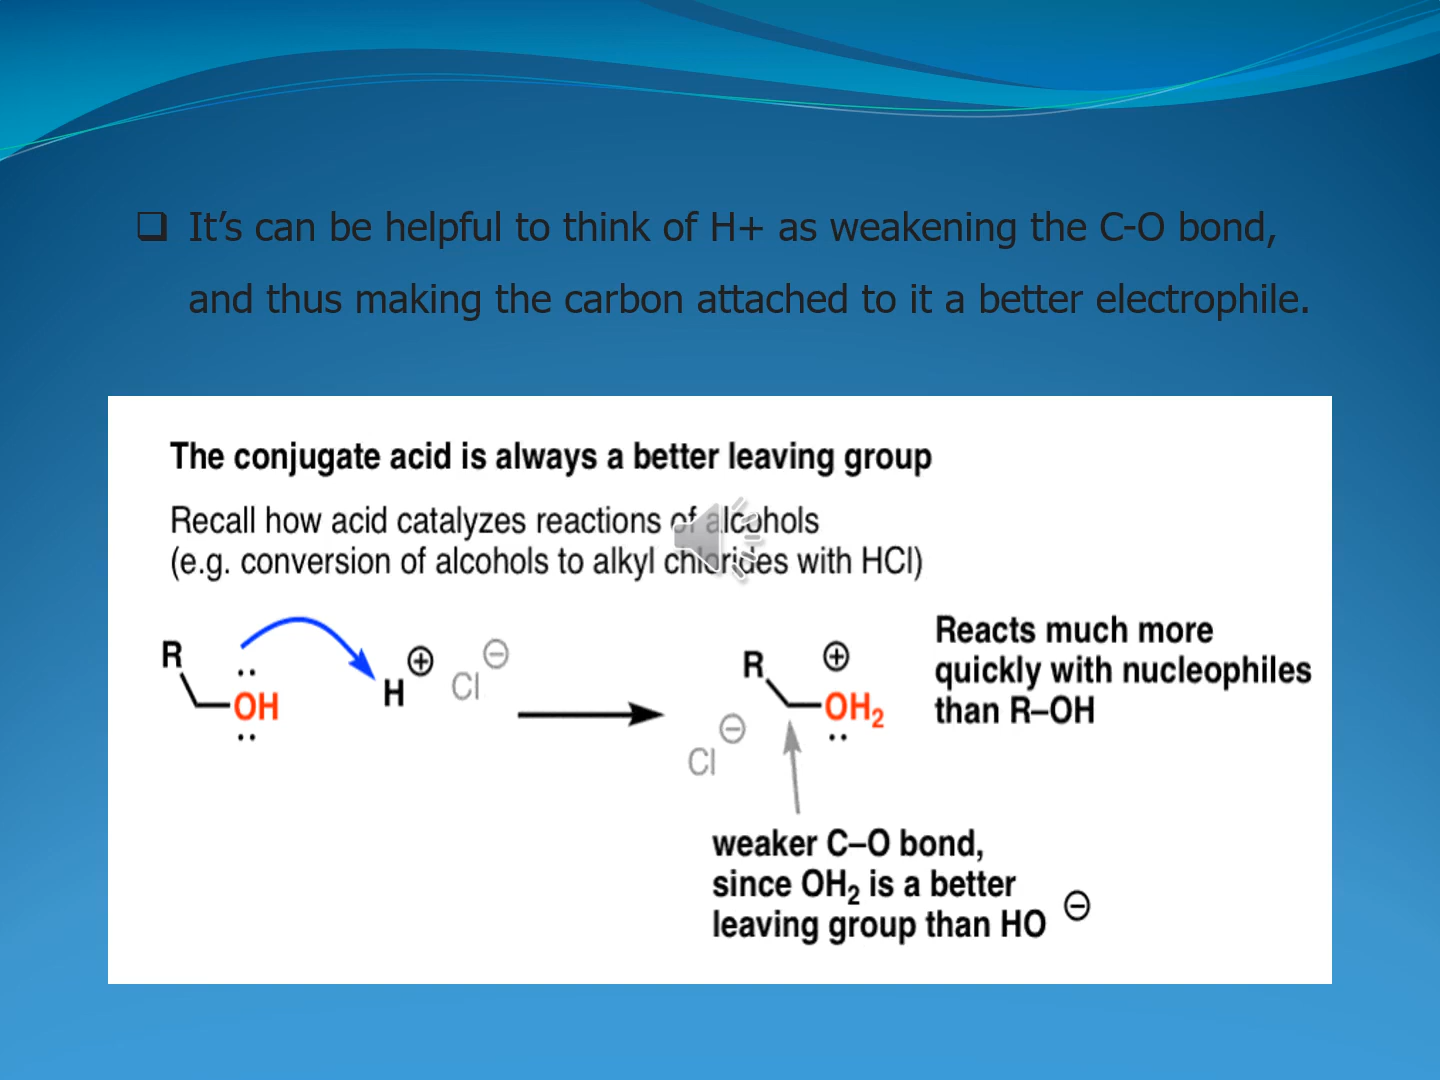 ❑ It’s can be helpful to think of H+ as weakening the C-O bond,
and thus making the carbon attached to it a better electrophile.
The conjugate acid is always a better leaving group
Recall how acid catalyzes reactions of alcohols
(e.g. conversion of alcohols to alkyl chlorides with HCl)
R
OH
H ⊕ Cl ⊖
R ⊕
OH₂
Cl ⊖
Reacts much more
quickly with nucleophiles
than R–OH
weaker C–O bond,
since OH₂ is a better
leaving group than HO ⊖